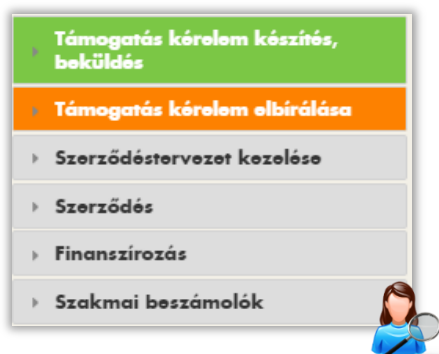 Támogatás kérelem készítés,
beküldés
Támogatás kérelem elbírálása
Szerződéstervezet kezelése
Szerződés
Finanszírozás
Szakmai beszámolók